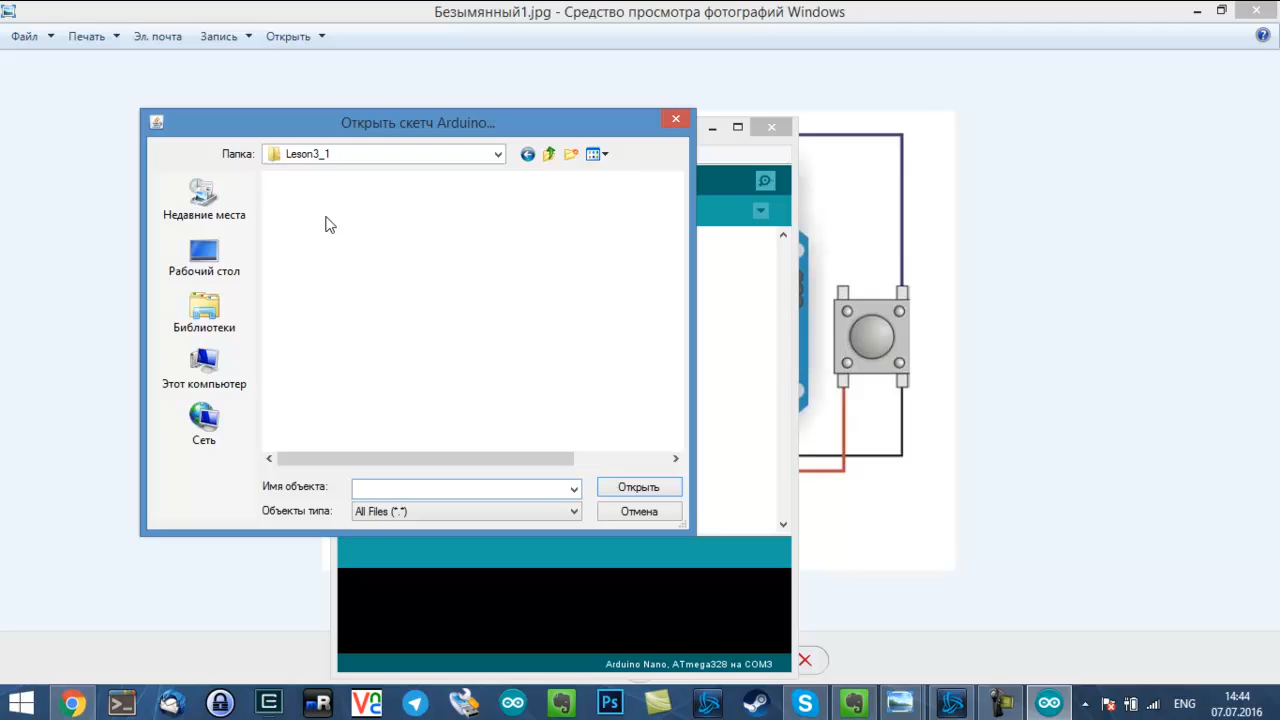 Безымянный1.jpg - Средство просмотра фотографий Windows
Файл Печать Эл. почта Запись Открыть
Открыть скетч Arduino...
Папка: Leson3_1
Недавние места
Рабочий стол
Библиотеки
Этот компьютер
Сеть
Имя объекта: Открыть
Объекты типа: All Files (*.*) Отмена
Arduino Nano, ATmega328 на COM3
ENG
14:44
07.07.2016